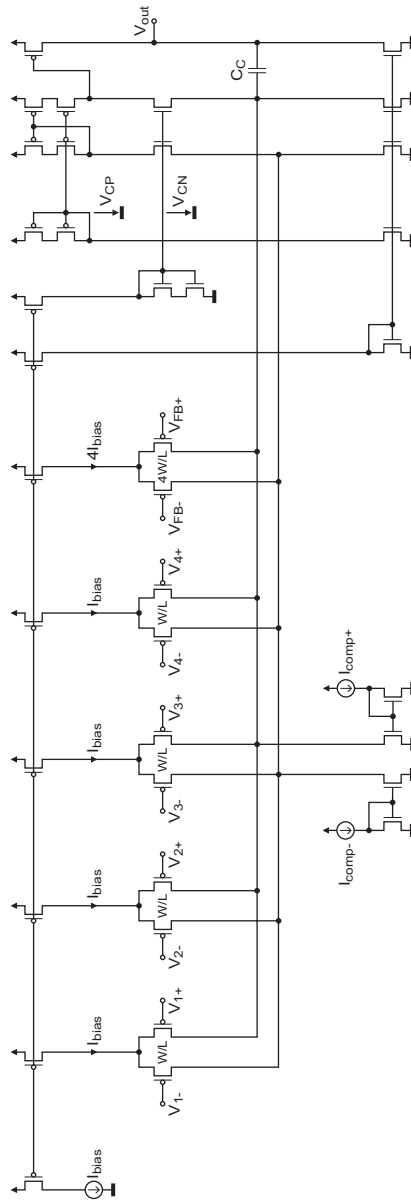 I_bias
I_bias
V_1-
W/L
V_1+
I_bias
V_2-
W/L
V_2+
I_bias
V_3-
W/L
V_3+
I_comp-
I_comp+
I_bias
V_4-
W/L
V_4+
4I_bias
V_FB-
4W/L
V_FB+
V_CP
V_CN
V_out
C_C